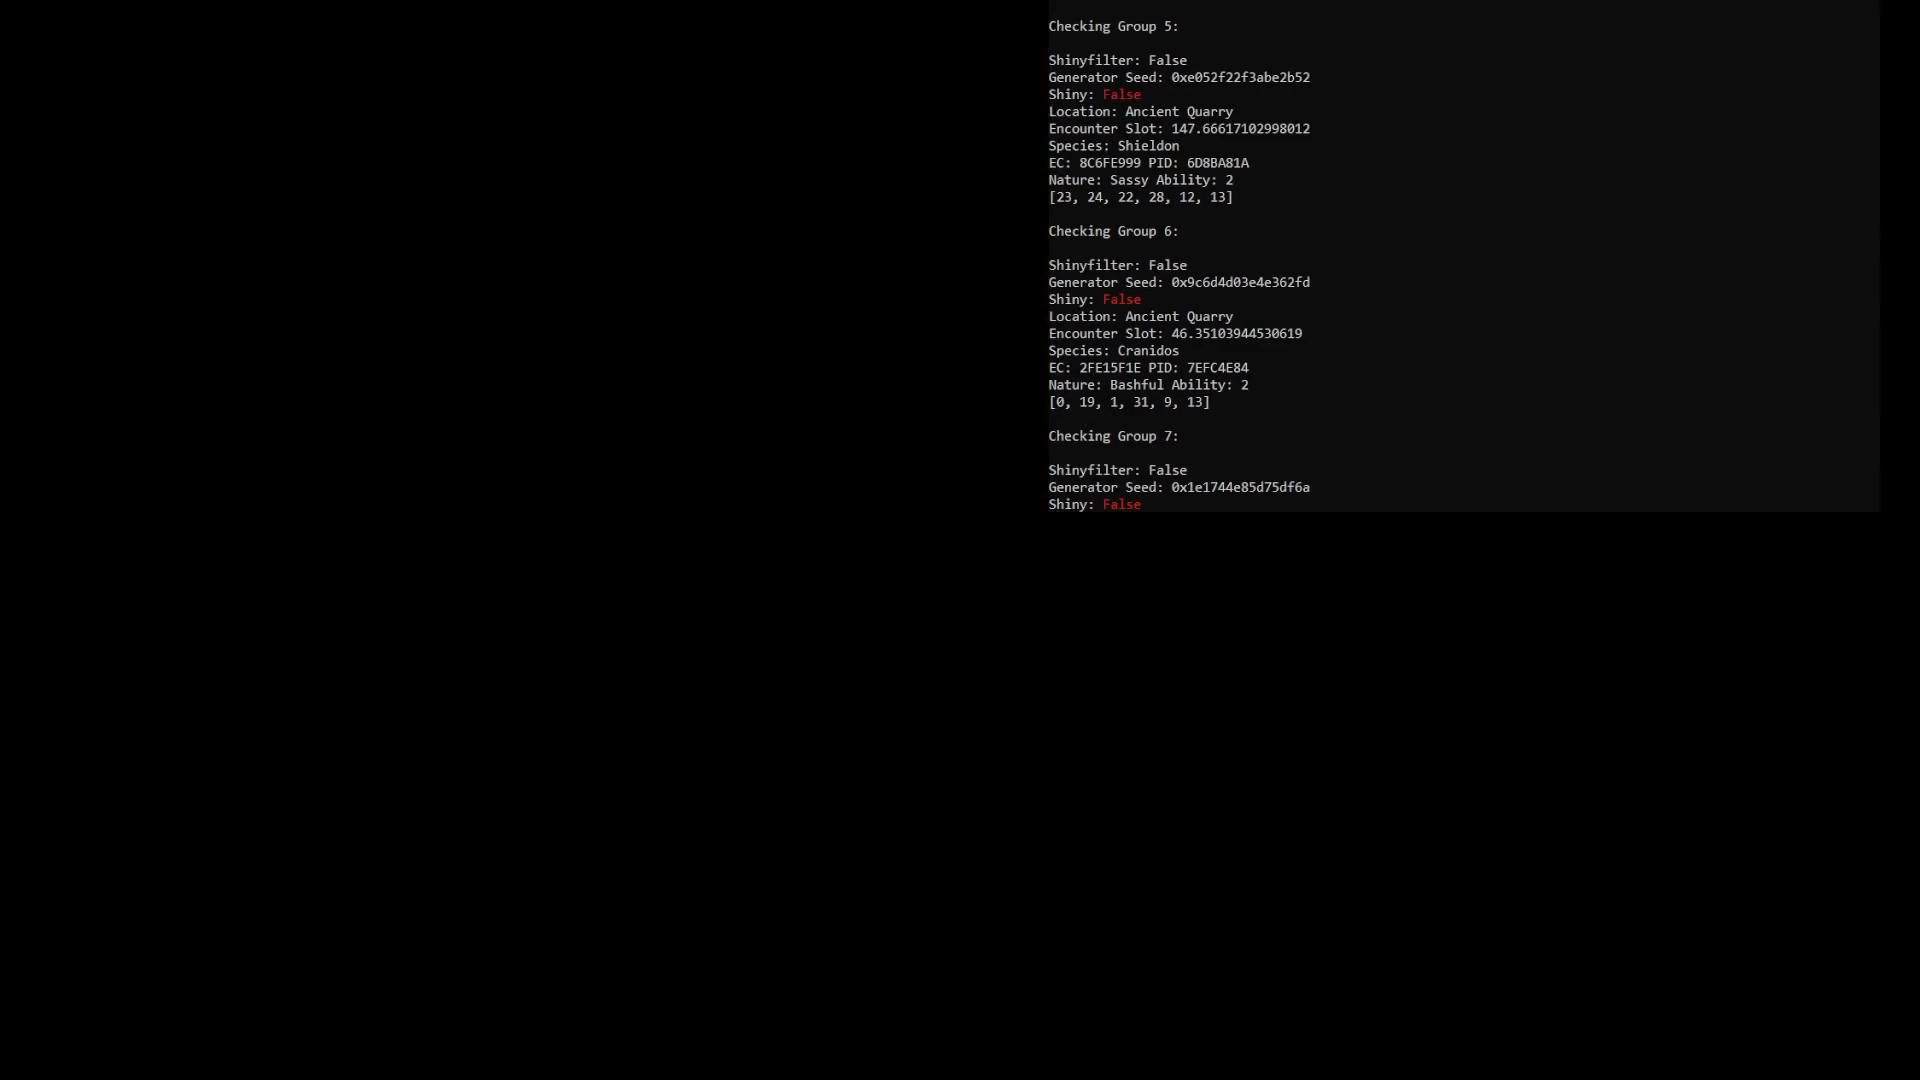 Checking Group 5:
Shinyfilter: False
Generator Seed: 0xe052f22f3abe2b52
Shiny: False
Location: Ancient Quarry
Encounter Slot: 147.66617102998012
Species: Shieldon
EC: 8C6FE999 PID: 6D8BA81A
Nature: Sassy Ability: 2
[23, 24, 22, 28, 12, 13]
Checking Group 6:
Shinyfilter: False
Generator Seed: 0x9c6d4d03e4e362fd
Shiny: False
Location: Ancient Quarry
Encounter Slot: 46.35103944530619
Species: Cranidos
EC: 2FE15F1E PID: 7EFC4E84
Nature: Bashful Ability: 2
[0, 19, 1, 31, 9, 13]
Checking Group 7:
Shinyfilter: False
Generator Seed: 0x1e1744e85d75df6a
Shiny: False